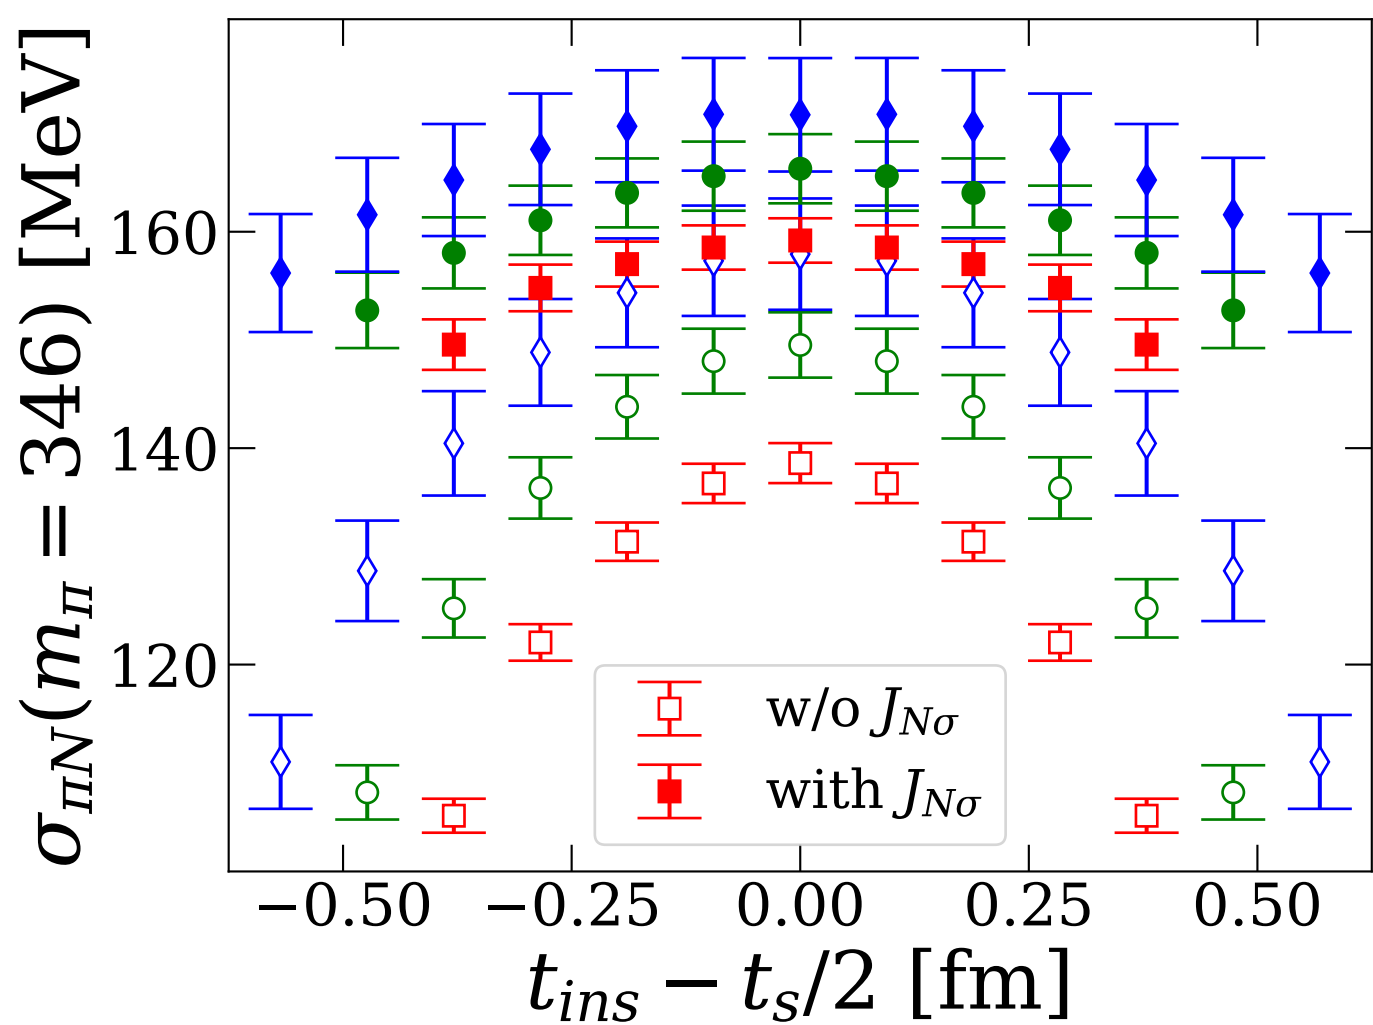 σπN(mπ = 346) [MeV]
160
140
120
w/o JNσ
with JNσ
−0.50 −0.25 0.00 0.25 0.50
tins − ts/2 [fm]